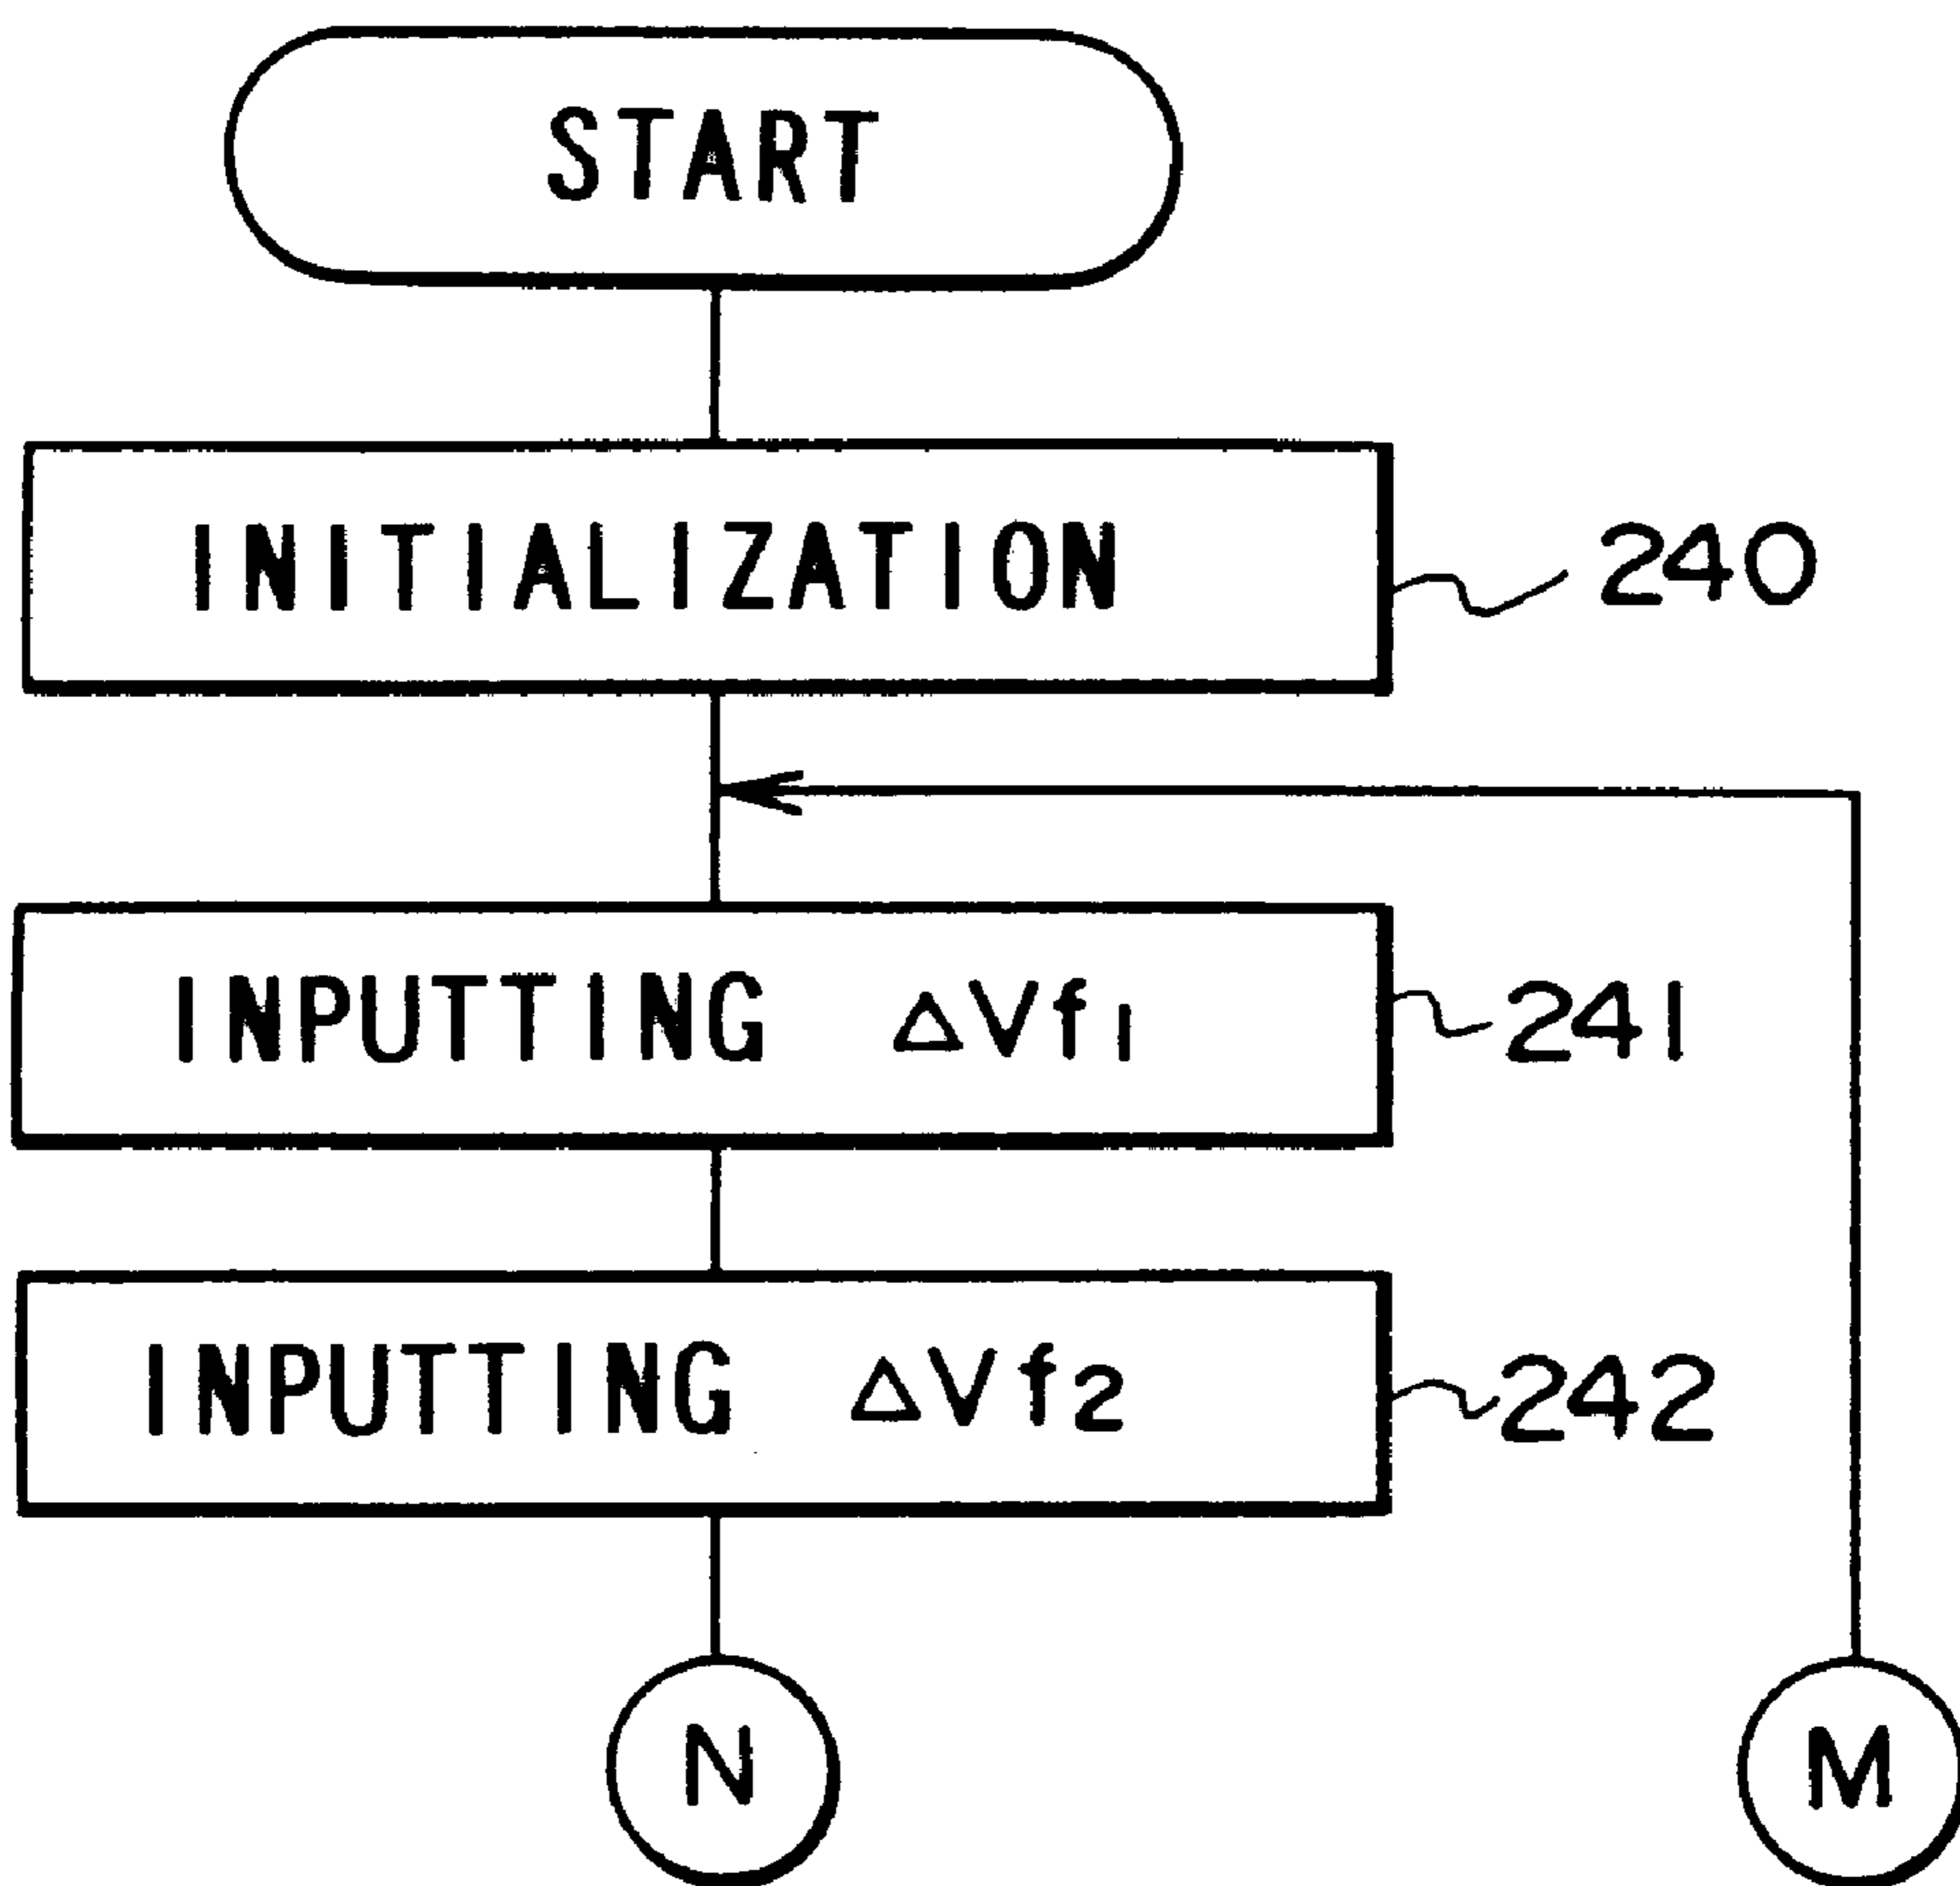 START
INITIALIZATION 240
INPUTTING ΔVf1 241
INPUTTING ΔVf2 242
N M